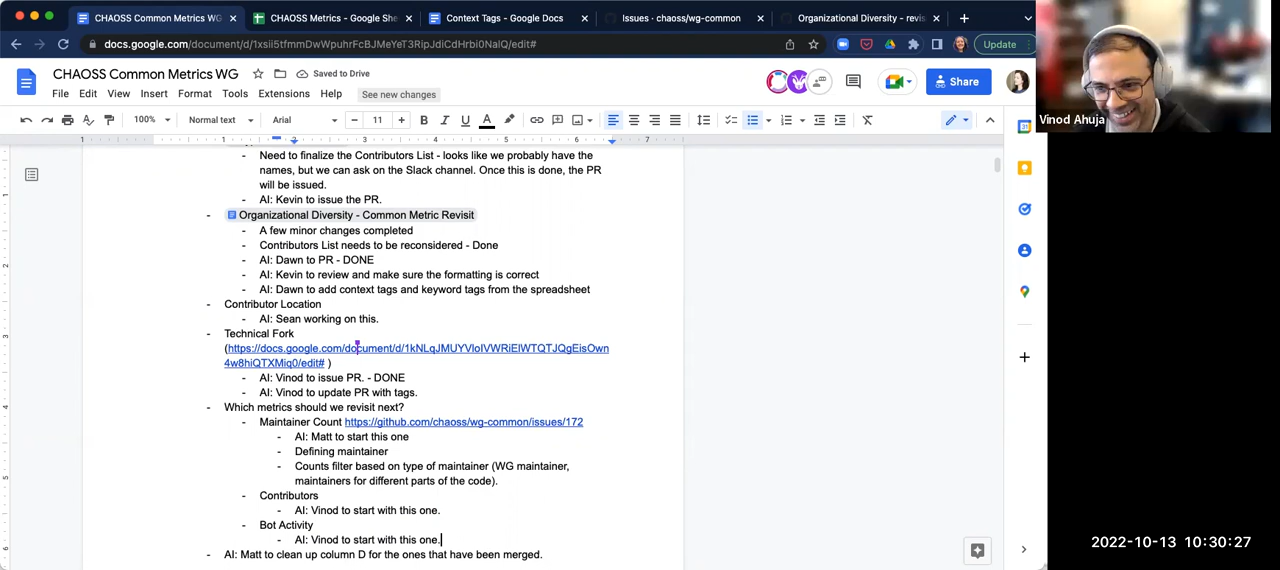 CHAOSS Common Metrics WG
CHAOSS Metrics - Google She
Context Tags - Google Docs
Issues · chaoss/wg-common
Organizational Diversity - revis
docs.google.com/document/d/1xsii5tfmmDwWpuhrFcBJMeYeT3RipJdiCdHrbi0NalQ/edit#
Update
CHAOSS Common Metrics WG
Saved to Drive
File Edit View Insert Format Tools Extensions Help See new changes
Share
Vinod Ahuja
100% Normal text Arial 11
1 1 2 3 4 5 6 7
Need to finalize the Contributors List - looks like we probably have the
names, but we can ask on the Slack channel. Once this is done, the PR
will be issued.
- AI: Kevin to issue the PR.
- Organizational Diversity - Common Metric Revisit
- A few minor changes completed
- Contributors List needs to be reconsidered - Done
- AI: Dawn to PR - DONE
- AI: Kevin to review and make sure the formatting is correct
- AI: Dawn to add context tags and keyword tags from the spreadsheet
- Contributor Location
- AI: Sean working on this.
- Technical Fork
(https://docs.google.com/document/d/1kNLqJMUYVloIVWRiEIWTQTJQgEisOwn
4w8hiQTXMiq0/edit# )
- AI: Vinod to issue PR. - DONE
- AI: Vinod to update PR with tags.
- Which metrics should we revisit next?
- Maintainer Count https://github.com/chaoss/wg-common/issues/172
- AI: Matt to start this one
- Defining maintainer
- Counts filter based on type of maintainer (WG maintainer,
maintainers for different parts of the code).
- Contributors
- AI: Vinod to start with this one.
- Bot Activity
- AI: Vinod to start with this one.
- AI: Matt to clean up column D for the ones that have been merged.
2022-10-13 10:30:27